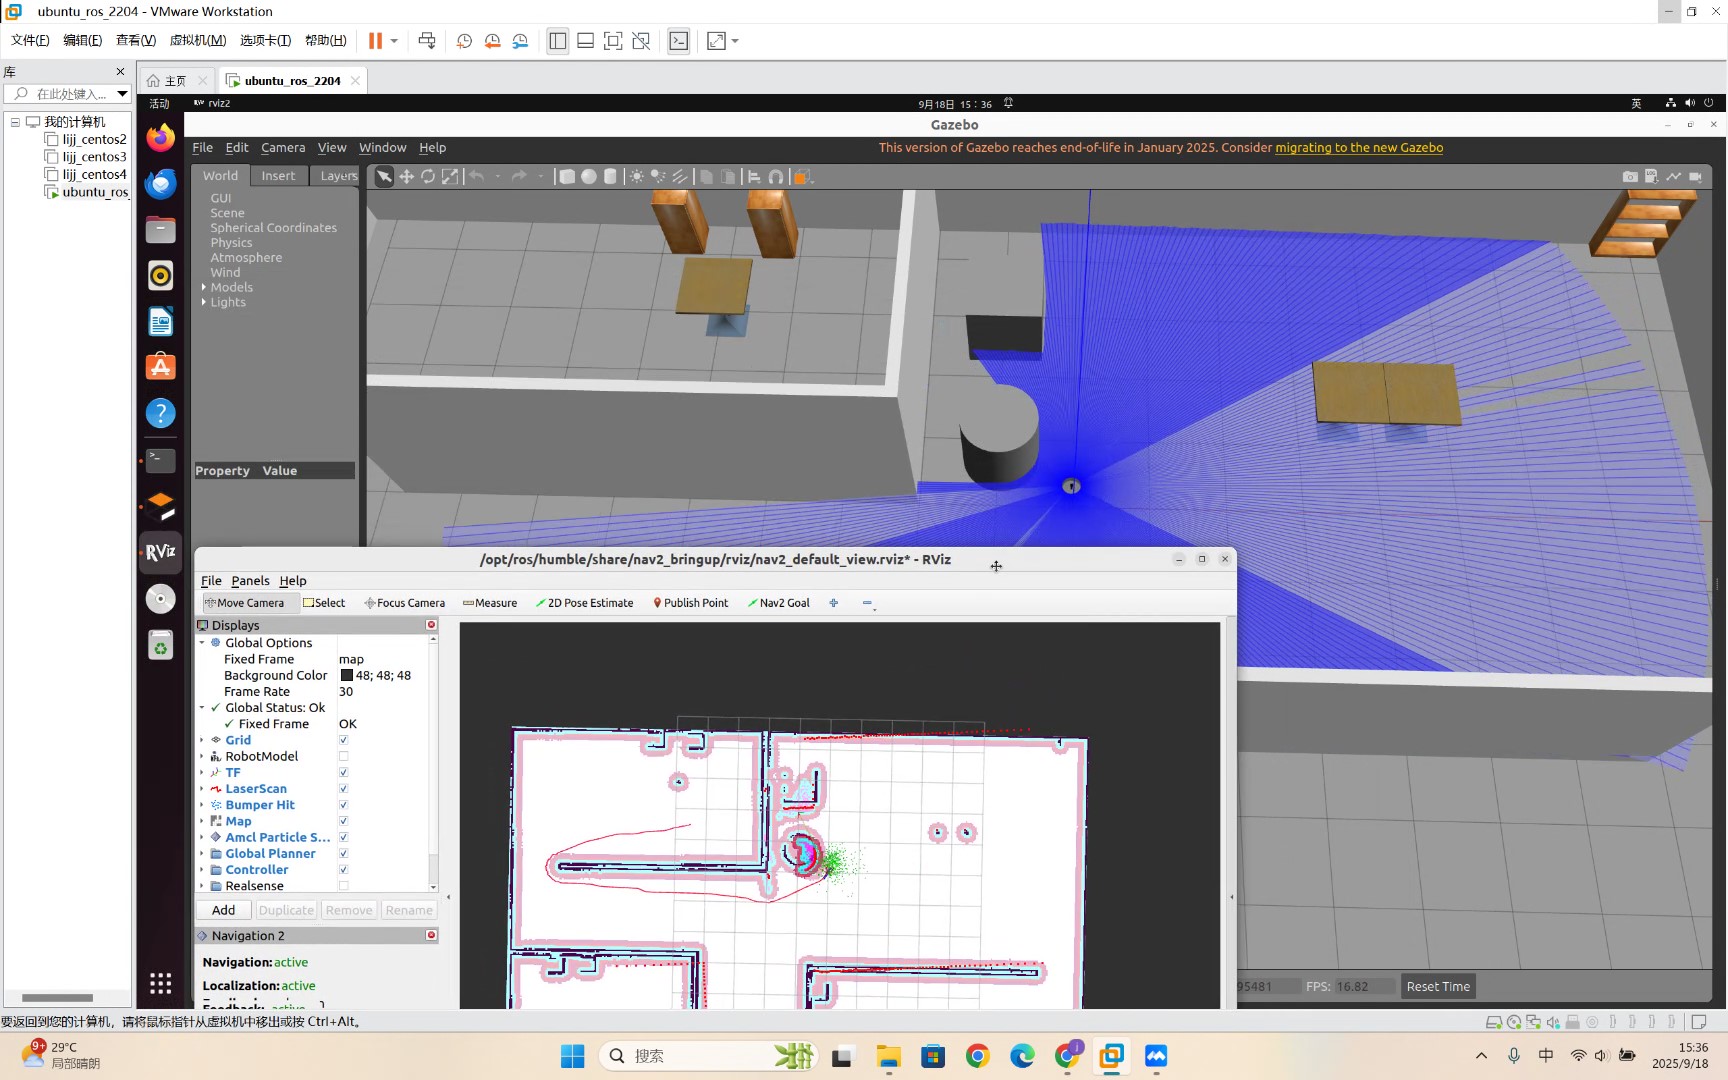 ubuntu_ros_2204 - VMware Workstation
文件(F) 编辑(E) 查看(V) 虚拟机(M) 选项卡(T) 帮助(H)
库
主页
ubuntu_ros_2204
在此处键入...
我的计算机
lijj_centos2
lijj_centos3
lijj_centos4
ubuntu_ros_
活动 rviz2
9月18日 15:36
英
Gazebo
File Edit Camera View Window Help
This version of Gazebo reaches end-of-life in January 2025. Consider migrating to the new Gazebo
World Insert Layers
GUI
Scene
Spherical Coordinates
Physics
Atmosphere
Wind
Models
Lights
Property Value
/opt/ros/humble/share/nav2_bringup/rviz/nav2_default_view.rviz* - RViz
File Panels Help
Move Camera Select Focus Camera Measure 2D Pose Estimate Publish Point Nav2 Goal
Displays
Global Options
Fixed Frame map
Background Color 48; 48; 48
Frame Rate 30
Global Status: Ok
Fixed Frame OK
Grid
RobotModel
TF
LaserScan
Bumper Hit
Map
Amcl Particle S...
Global Planner
Controller
Realsense
Add Duplicate Remove Rename
Navigation 2
Navigation: active
Localization: active
Feedback: active
95481 FPS: 16.82 Reset Time
RViz
要返回到您的计算机，请将鼠标指针从虚拟机中移出或按 Ctrl+Alt。
9+
29°C
局部晴朗
搜索
中
15:36
2025/9/18